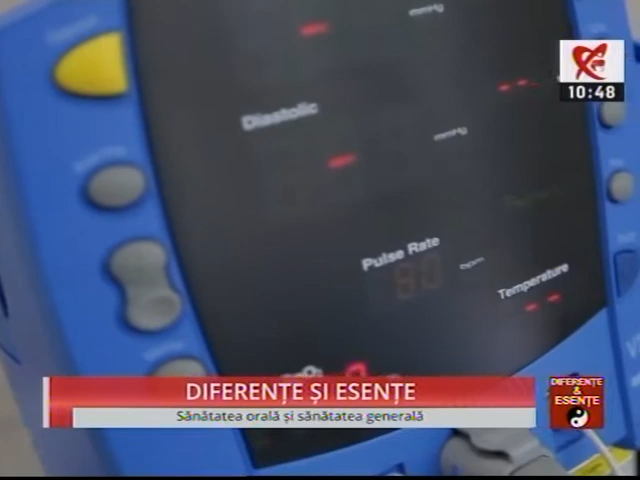 mmHg
10:48
Diastolic
mmHg
Pulse Rate
80
bpm
Temperature
DIFERENȚE ȘI ESENȚE
Sănătatea orală și sănătatea generală
DIFERENȚE
&
ESENȚE